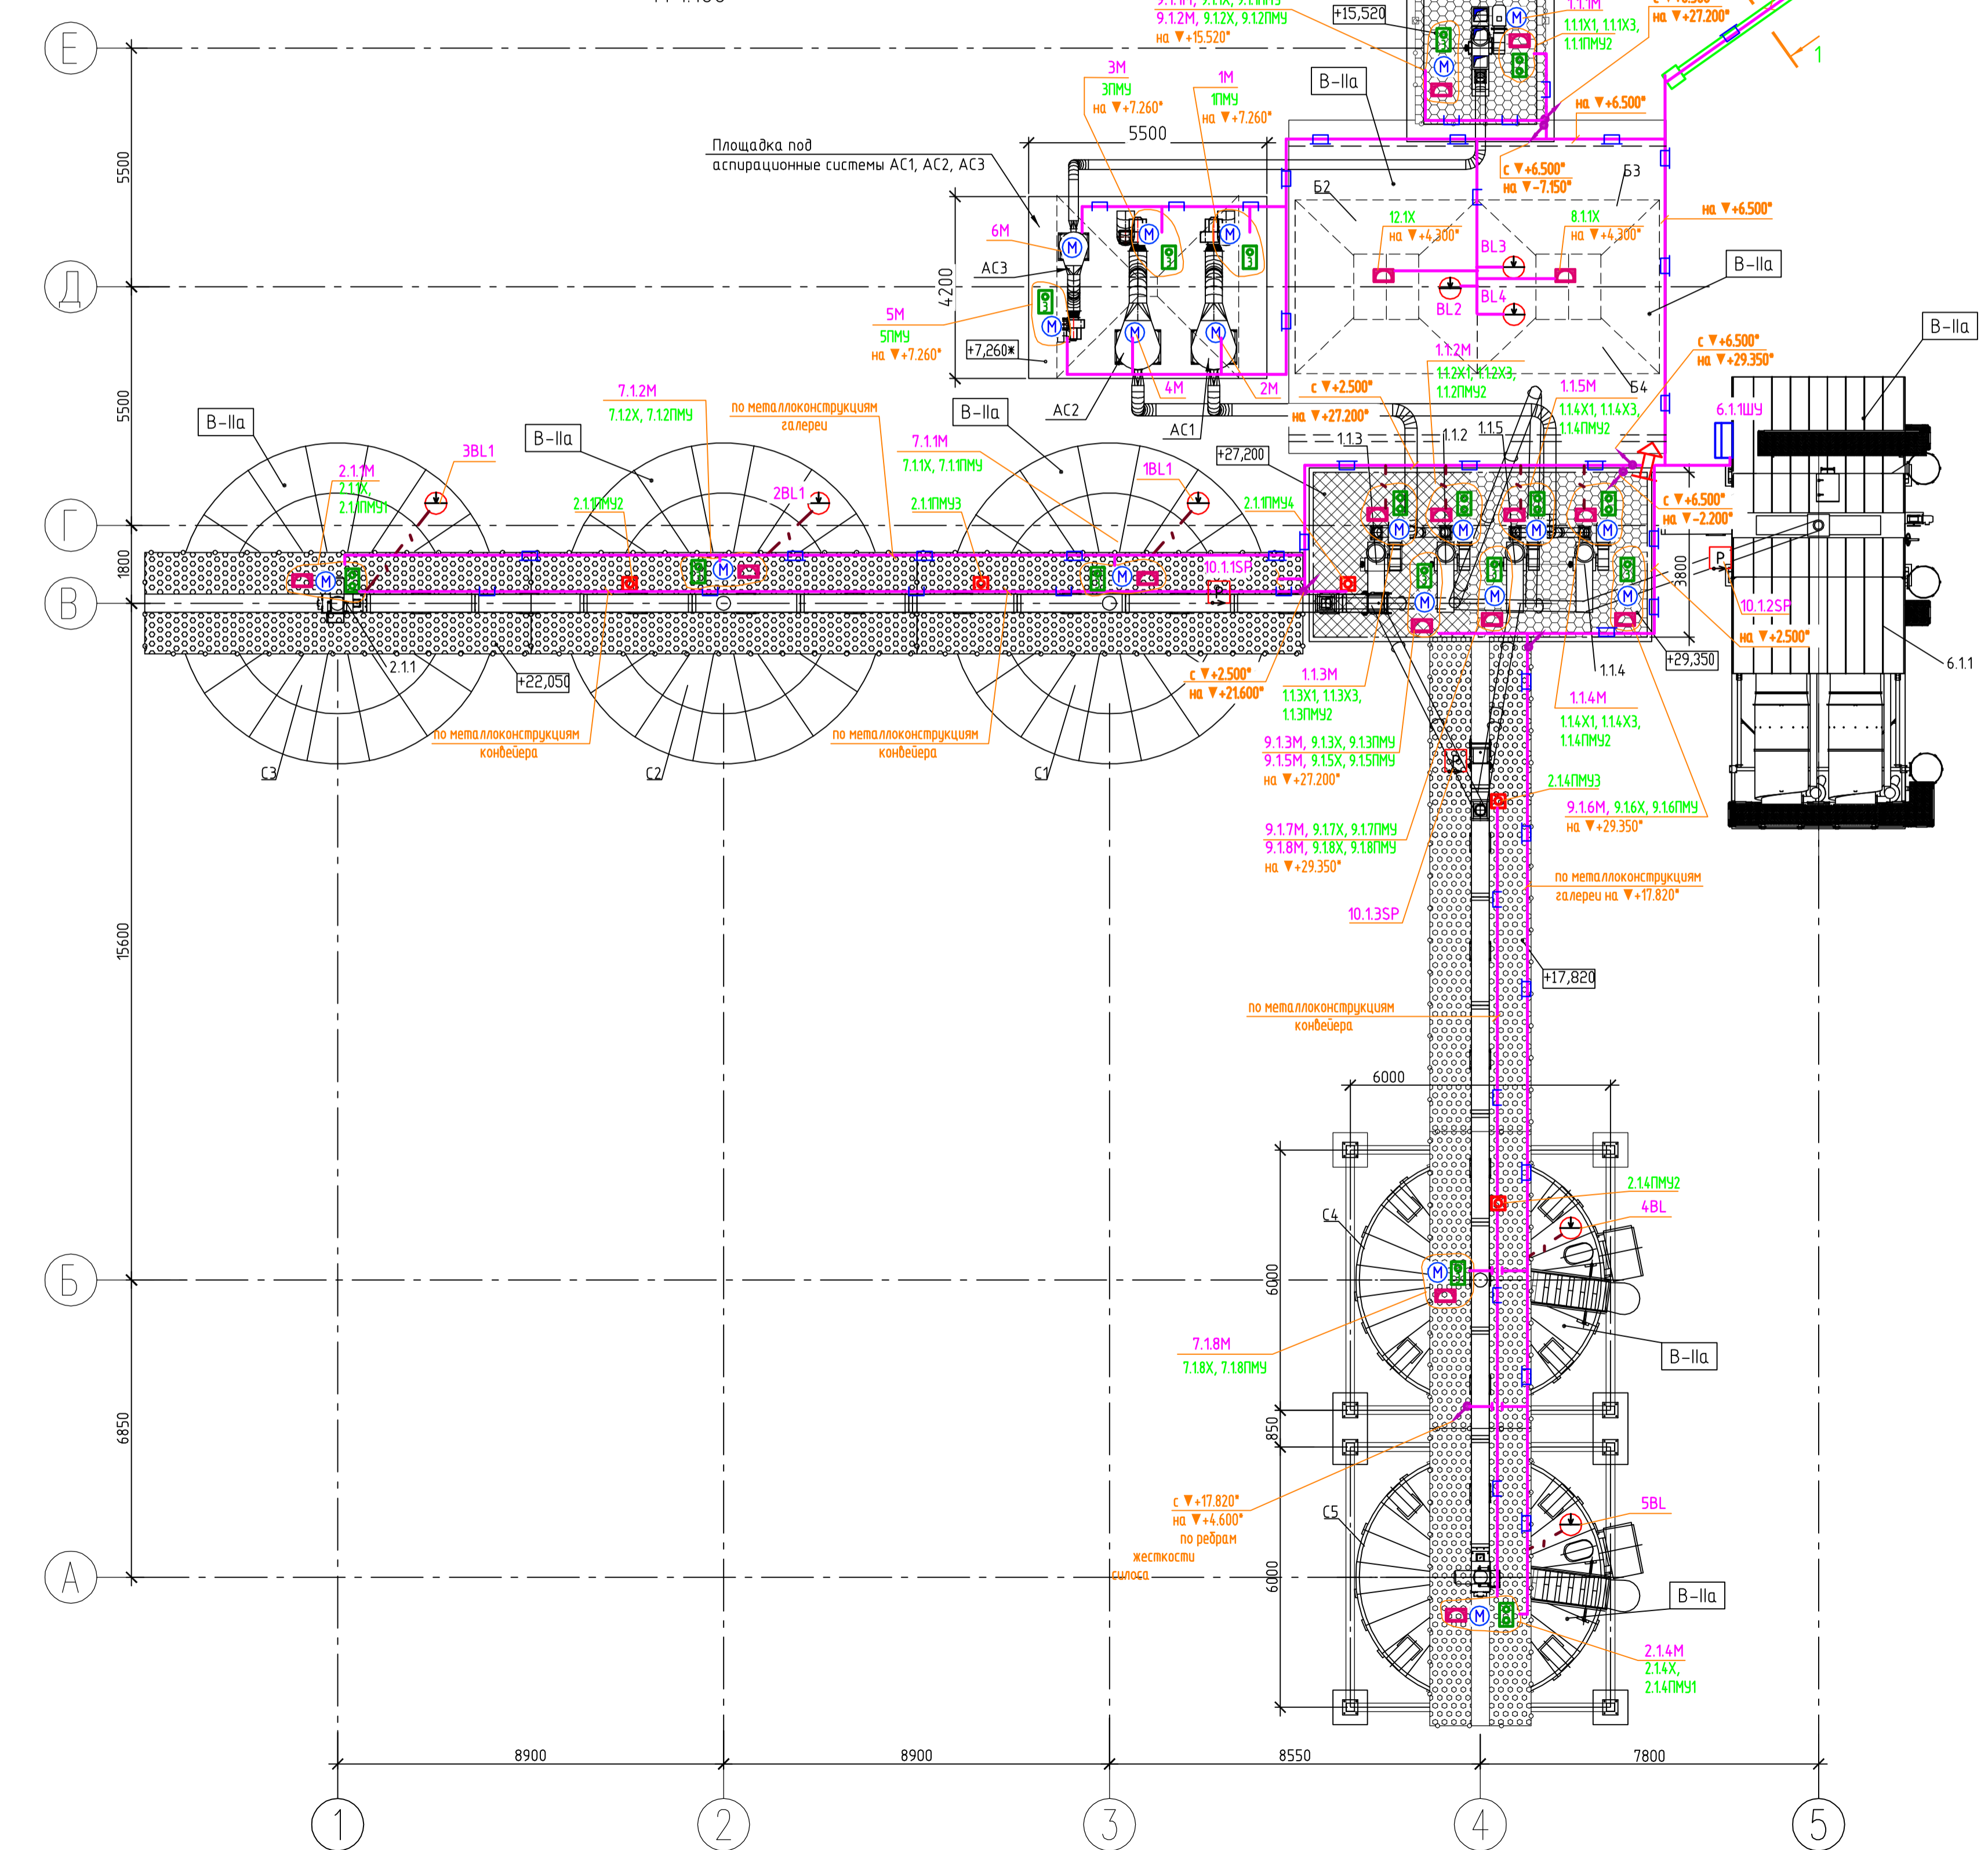 9.1.2М, 9.1.2Х, 9.1.2ПМУ
на ▼+15.520*
+15,520
1.1.1М
1.1.1Х1, 1.1.1Х3,
1.1.1ПМУ2
на ▼+27.200*
1
Е
В-IIа
3М
3ПМУ
на ▼+7.260*
1М
1ПМУ
на ▼+7.260*
на ▼+6.500*
5500
Площадка под
аспирационные системы АС1, АС2, АС3
5500
с ▼+6.500*
на ▼-7.150*
Б2
Б3
12.1Х
на ▼+4.300*
8.1.1Х
на ▼+4.300*
на ▼+6.500*
6М
АС3
BL3
В-IIа
Д
4200
BL4
BL2
5М
5ПМУ
на ▼+7.260*
+7,260*
В-IIа
с ▼+6.500*
на ▼+29.350*
1.1.2М
1.1.2Х1, 1.1.2Х3,
1.1.2ПМУ2
Б4
4М
2М
с ▼+2.500*
на ▼+27.200*
1.1.5М
1.1.4Х1, 1.1.4Х3,
1.1.4ПМУ2
6.1.1ШУ
5500
7.1.2М
7.1.2Х, 7.1.2ПМУ
по металлоконструкциям
галереи
В-IIа
АС2
АС1
В-IIа
В-IIа
7.1.1М
7.1.1Х, 7.1.1ПМУ
1.1.3
1.1.2
1.1.5
+27,200
3BL1
2.1.1М
2.1.1Х,
2.1.1ПМУ1
1BL1
2BL1
2.1.1ПМУ2
2.1.1ПМУ3
2.1.1ПМУ4
с ▼+6.500*
на ▼-2.200*
Г
1800
10.1.1SP
3800
В
10.1.2SP
на ▼+2.500*
2.1.1
+22,050
с ▼+2.500*
на ▼+21.600*
1.1.3М
1.1.3Х1, 1.1.3Х3,
1.1.3ПМУ2
1.1.4
+29,350
6.1.1
1.1.4М
1.1.4Х1, 1.1.4Х3,
1.1.4ПМУ2
по металлоконструкциям
конвейера
по металлоконструкциям
конвейера
9.1.3М, 9.1.3Х, 9.1.3ПМУ
9.1.5М, 9.1.5Х, 9.1.5ПМУ
на ▼+27.200*
С3
С2
С1
2.1.4ПМУ3
9.1.6М, 9.1.6Х, 9.1.6ПМУ
на ▼+29.350*
9.1.7М, 9.1.7Х, 9.1.7ПМУ
9.1.8М, 9.1.8Х, 9.1.8ПМУ
на ▼+29.350*
по металлоконструкциям
галереи на ▼+17.820*
10.1.3SP
15600
+17,820
по металлоконструкциям
конвейера
6000
2.1.4ПМУ2
4BL
С4
Б
6000
7.1.8М
7.1.8Х, 7.1.8ПМУ
В-IIа
6850
850
с ▼+17.820*
на ▼+4.600*
по ребрам
жесткости
силоса
С5
5BL
А
6000
В-IIа
2.1.4М
2.1.4Х,
2.1.4ПМУ1
8900
8900
8550
7800
1
2
3
4
5